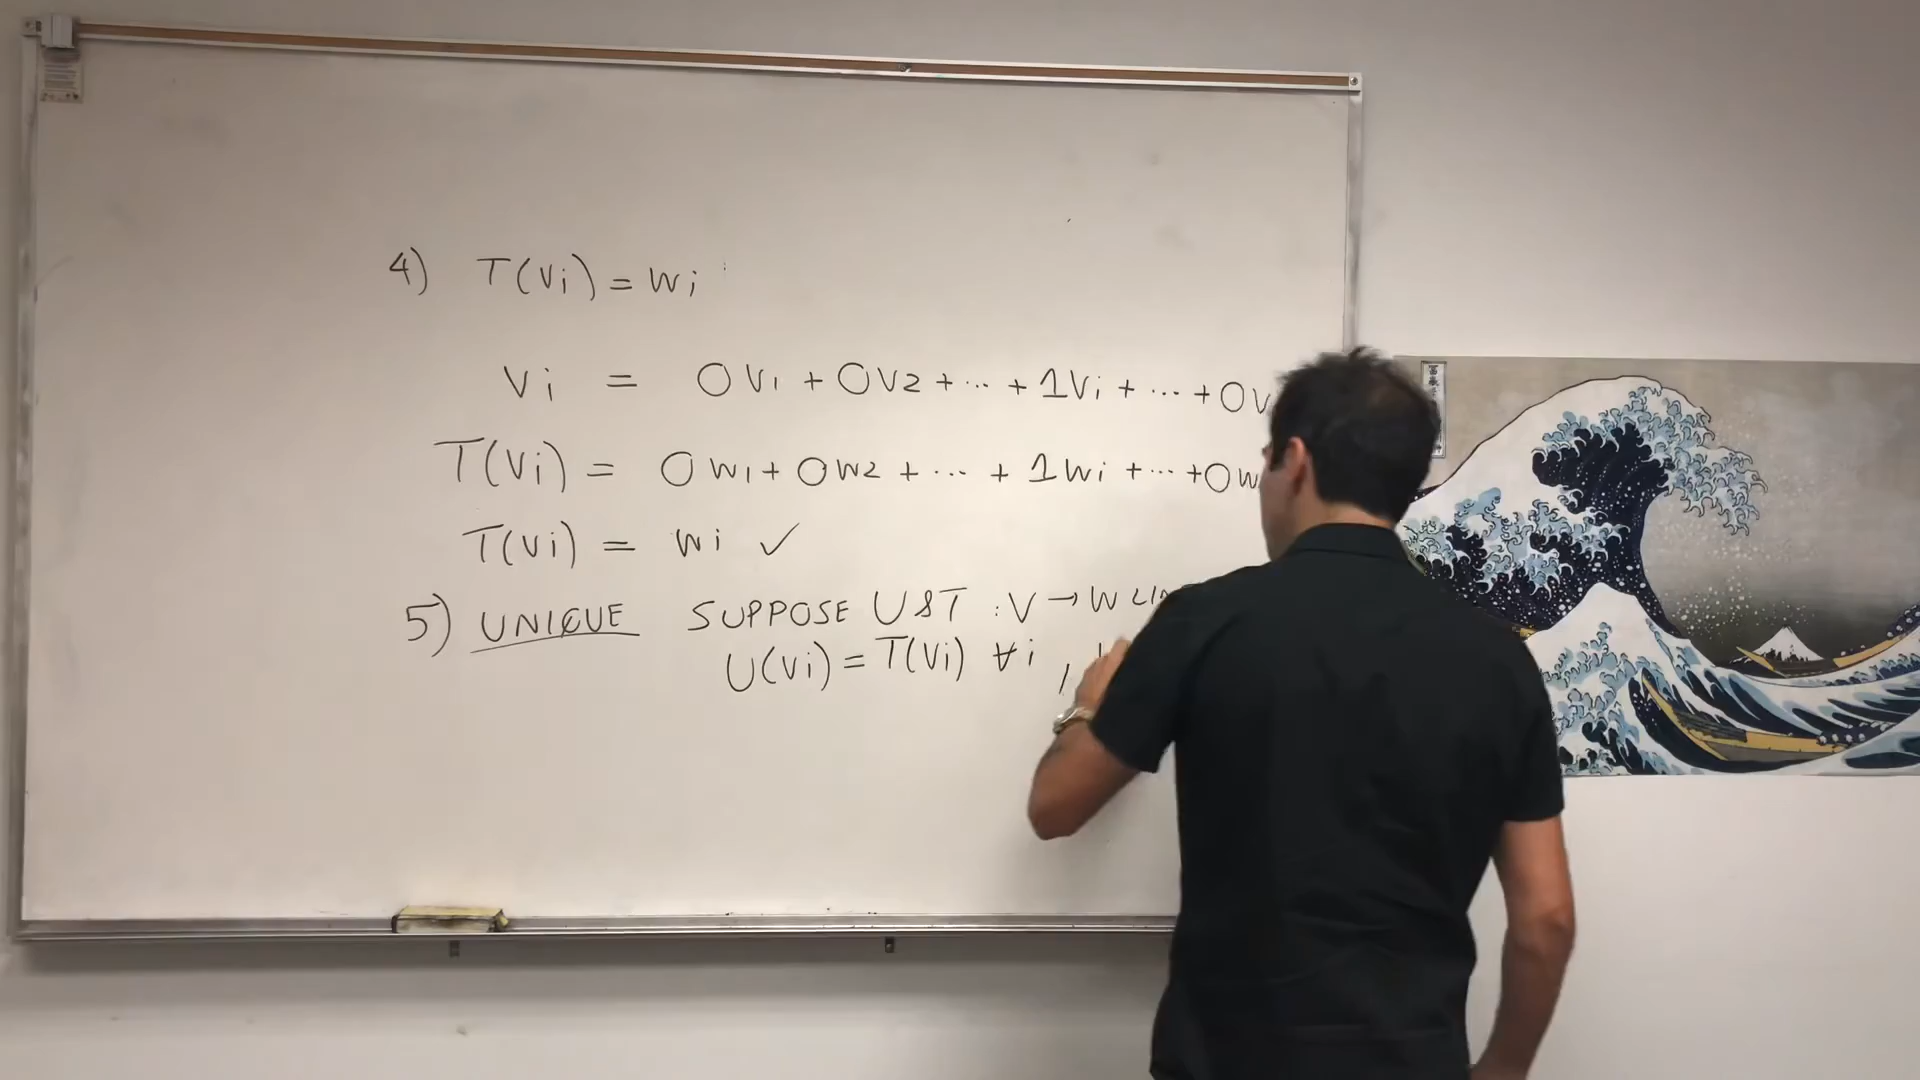 4) T(vi) = wi
vi = 0v1 + 0v2 + ... + 1vi + ... + 0v
T(vi) = 0w1 + 0w2 + ... + 1wi + ... + 0w
T(vi) = wi ✓
5) UNIQUE SUPPOSE U & T : V → W LIN
U(vi) = T(vi) ∀i ,